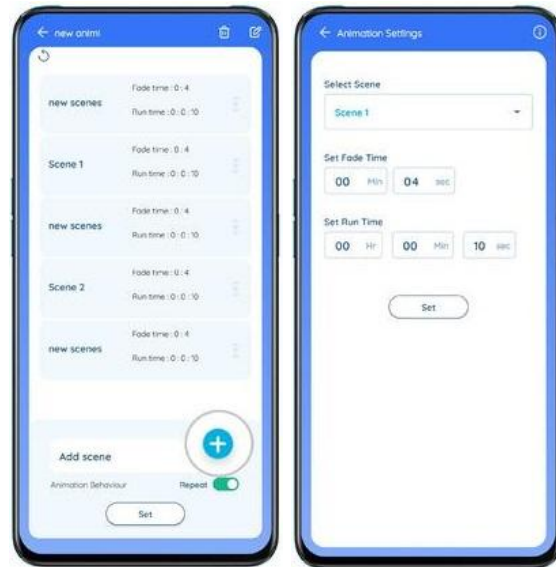 new animi
new scenes
Fade time : 0 : 4
Run time : 0 : 0 : 10
Scene 1
Fade time : 0 : 4
Run time : 0 : 0 : 10
new scenes
Fade time : 0 : 4
Run time : 0 : 0 : 10
Scene 2
Fade time : 0 : 4
Run time : 0 : 0 : 10
new scenes
Fade time : 0 : 4
Run time : 0 : 0 : 10
Add scene
Animation Behaviour Repeat
Set
Animation Settings
Select Scene
Scene 1
Set Fade Time
00 Min 04 sec
Set Run Time
00 Hr 00 Min 10 sec
Set